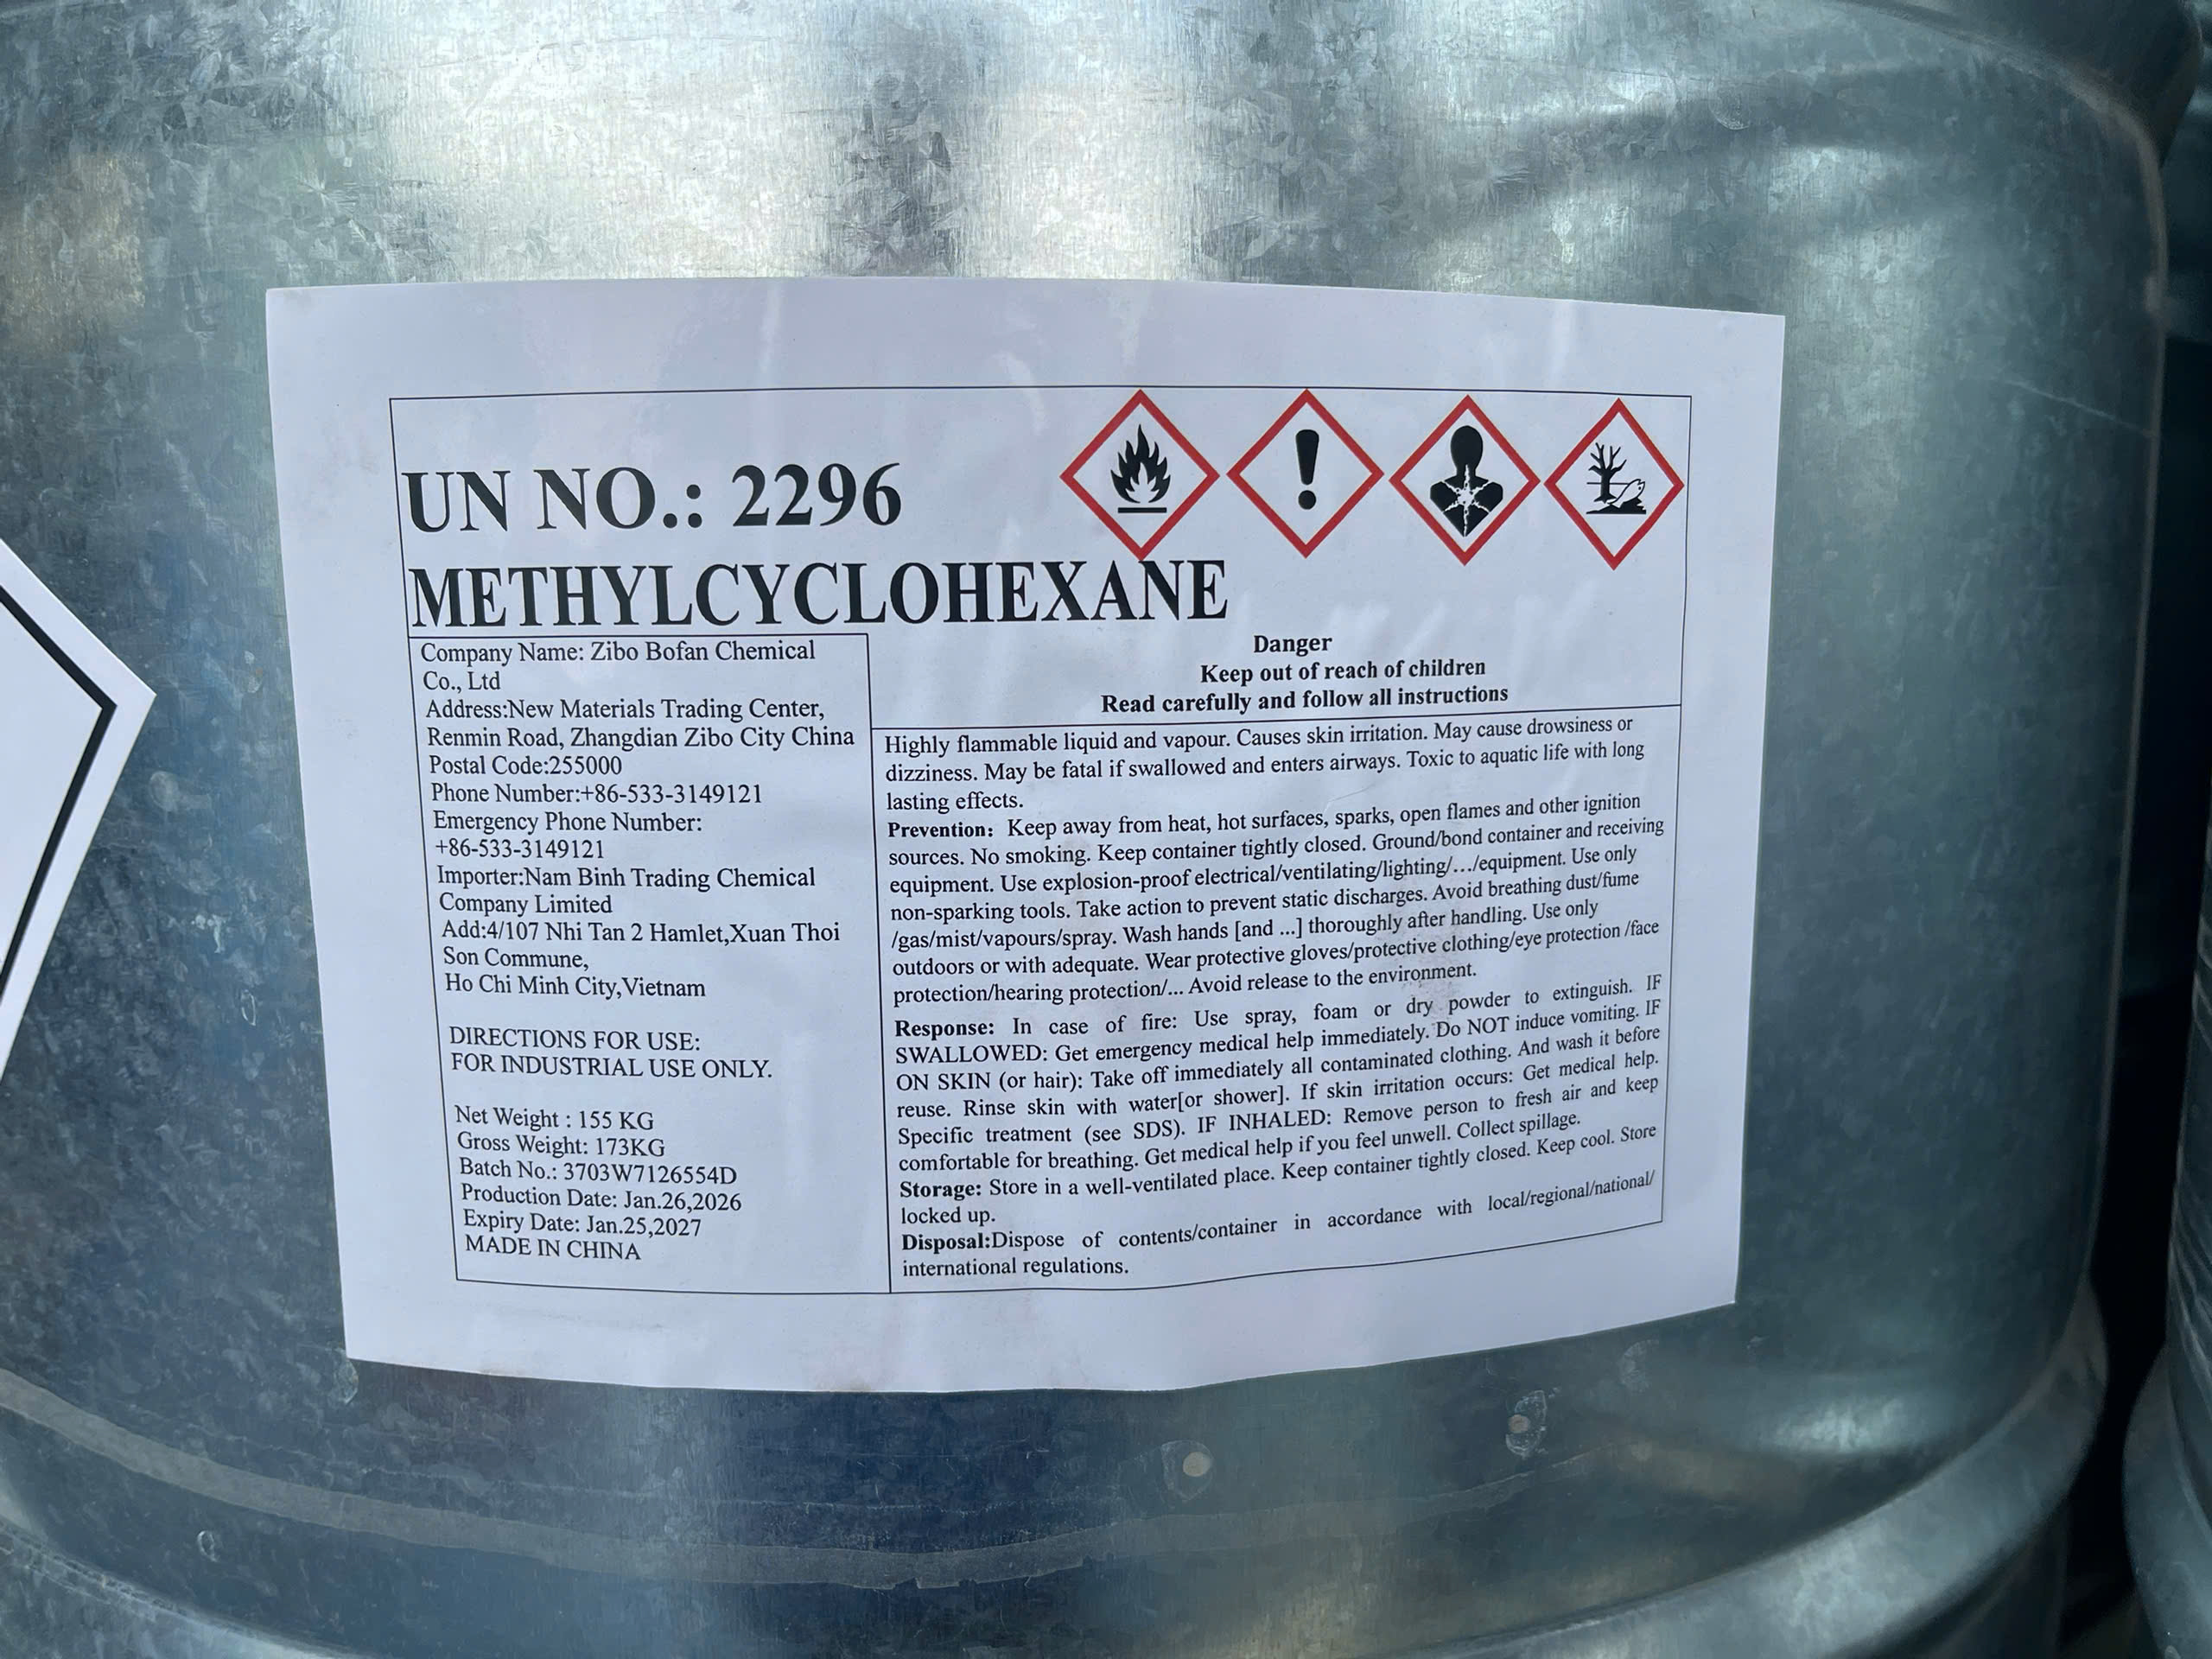 UN NO.: 2296
METHYLCYCLOHEXANE
Company Name: Zibo Bofan Chemical
Co., Ltd
Address:New Materials Trading Center,
Renmin Road, Zhangdian Zibo City China
Postal Code:255000
Phone Number:+86-533-3149121
Emergency Phone Number:
+86-533-3149121
Importer:Nam Binh Trading Chemical
Company Limited
Add:4/107 Nhi Tan 2 Hamlet,Xuan Thoi
Son Commune,
Ho Chi Minh City,Vietnam
DIRECTIONS FOR USE:
FOR INDUSTRIAL USE ONLY.
Net Weight : 155 KG
Gross Weight: 173KG
Batch No.: 3703W7126554D
Production Date: Jan.26,2026
Expiry Date: Jan.25,2027
MADE IN CHINA
Danger
Keep out of reach of children
Read carefully and follow all instructions
Highly flammable liquid and vapour. Causes skin irritation. May cause drowsiness or
dizziness. May be fatal if swallowed and enters airways. Toxic to aquatic life with long
lasting effects.
Prevention: Keep away from heat, hot surfaces, sparks, open flames and other ignition
sources. No smoking. Keep container tightly closed. Ground/bond container and receiving
equipment. Use explosion-proof electrical/ventilating/lighting/.../equipment. Use only
non-sparking tools. Take action to prevent static discharges. Avoid breathing dust/fume
/gas/mist/vapours/spray. Wash hands [and ...] thoroughly after handling. Use only
outdoors or with adequate. Wear protective gloves/protective clothing/eye protection /face
protection/hearing protection/... Avoid release to the environment.
Response: In case of fire: Use spray, foam or dry powder to extinguish. IF
SWALLOWED: Get emergency medical help immediately. Do NOT induce vomiting. IF
ON SKIN (or hair): Take off immediately all contaminated clothing. And wash it before
reuse. Rinse skin with water[or shower]. If skin irritation occurs: Get medical help.
Specific treatment (see SDS). IF INHALED: Remove person to fresh air and keep
comfortable for breathing. Get medical help if you feel unwell. Collect spillage.
Storage: Store in a well-ventilated place. Keep container tightly closed. Keep cool. Store
locked up.
Disposal:Dispose of contents/container in accordance with local/regional/national/
international regulations.